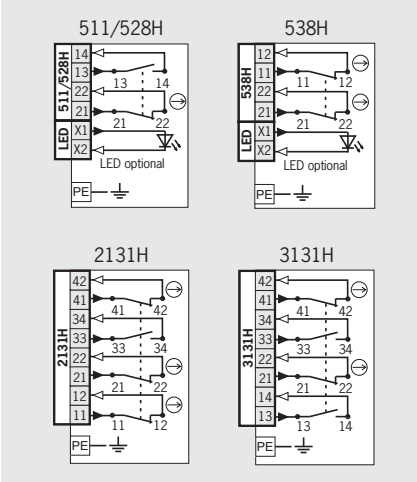 511/528H
511/528H
14
13
13 14
22
21
21 22
LED
X1
X2
LED optional
PE
538H
538H
12
11
11 12
22
21
21 22
LED
X1
X2
LED optional
PE
2131H
2131H
42
41
41 42
34
33
33 34
22
21
21 22
12
11
11 12
PE
3131H
3131H
42
41
41 42
34
33
33 34
22
21
21 22
14
13
13 14
PE